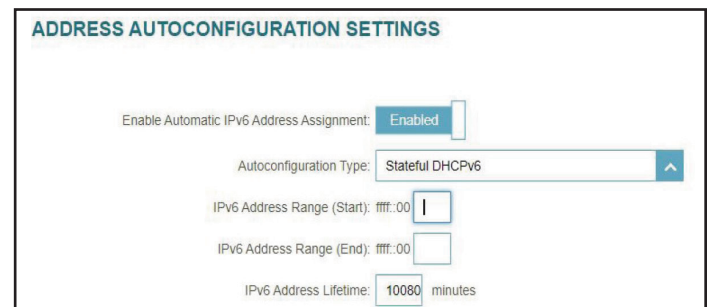 ADDRESS AUTOCONFIGURATION SETTINGS
Enable Automatic IPv6 Address Assignment: Enabled
Autoconfiguration Type: Stateful DHCPv6
IPv6 Address Range (Start): ffff::00
IPv6 Address Range (End): ffff::00
IPv6 Address Lifetime: 10080 minutes